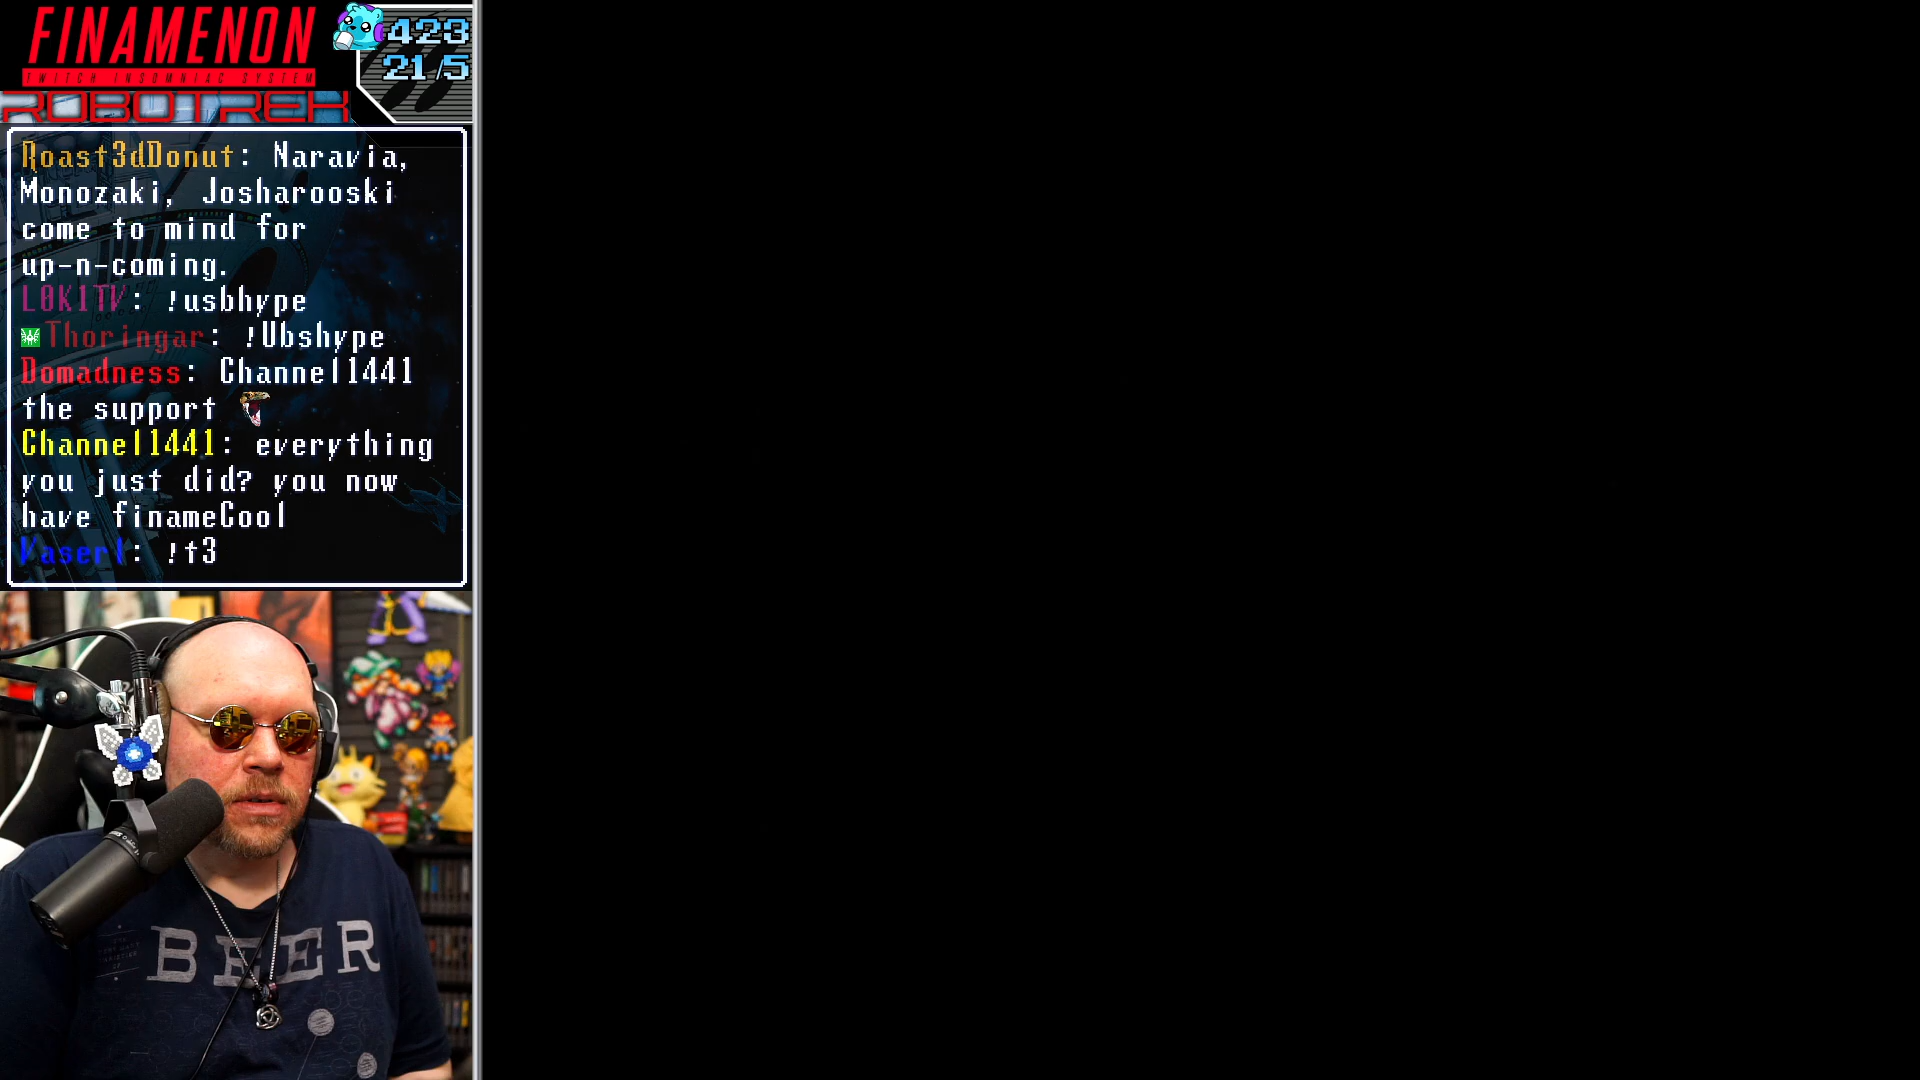 FINAMENON
TWITCH INSOMNIAC SYSTEM
423
21/5
ROBOTREK
Roast3dDonut: Naravia,
Monozaki, Josharooski
come to mind for
up-n-coming.
L0K1TV: !usbhype
Thoringar: !Ubshype
Domadness: Channel1441
the support
Channel1441: everything
you just did? you now
have finameCool
Vaserl: !t3
BEER